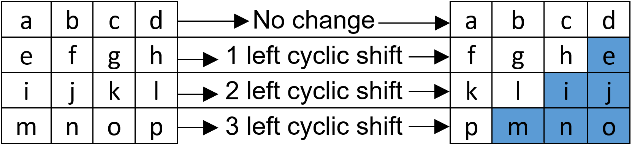 a b c d No change a b c d
e f g h 1 left cyclic shift f g h e
i j k l 2 left cyclic shift k l i j
m n o p 3 left cyclic shift p m n o